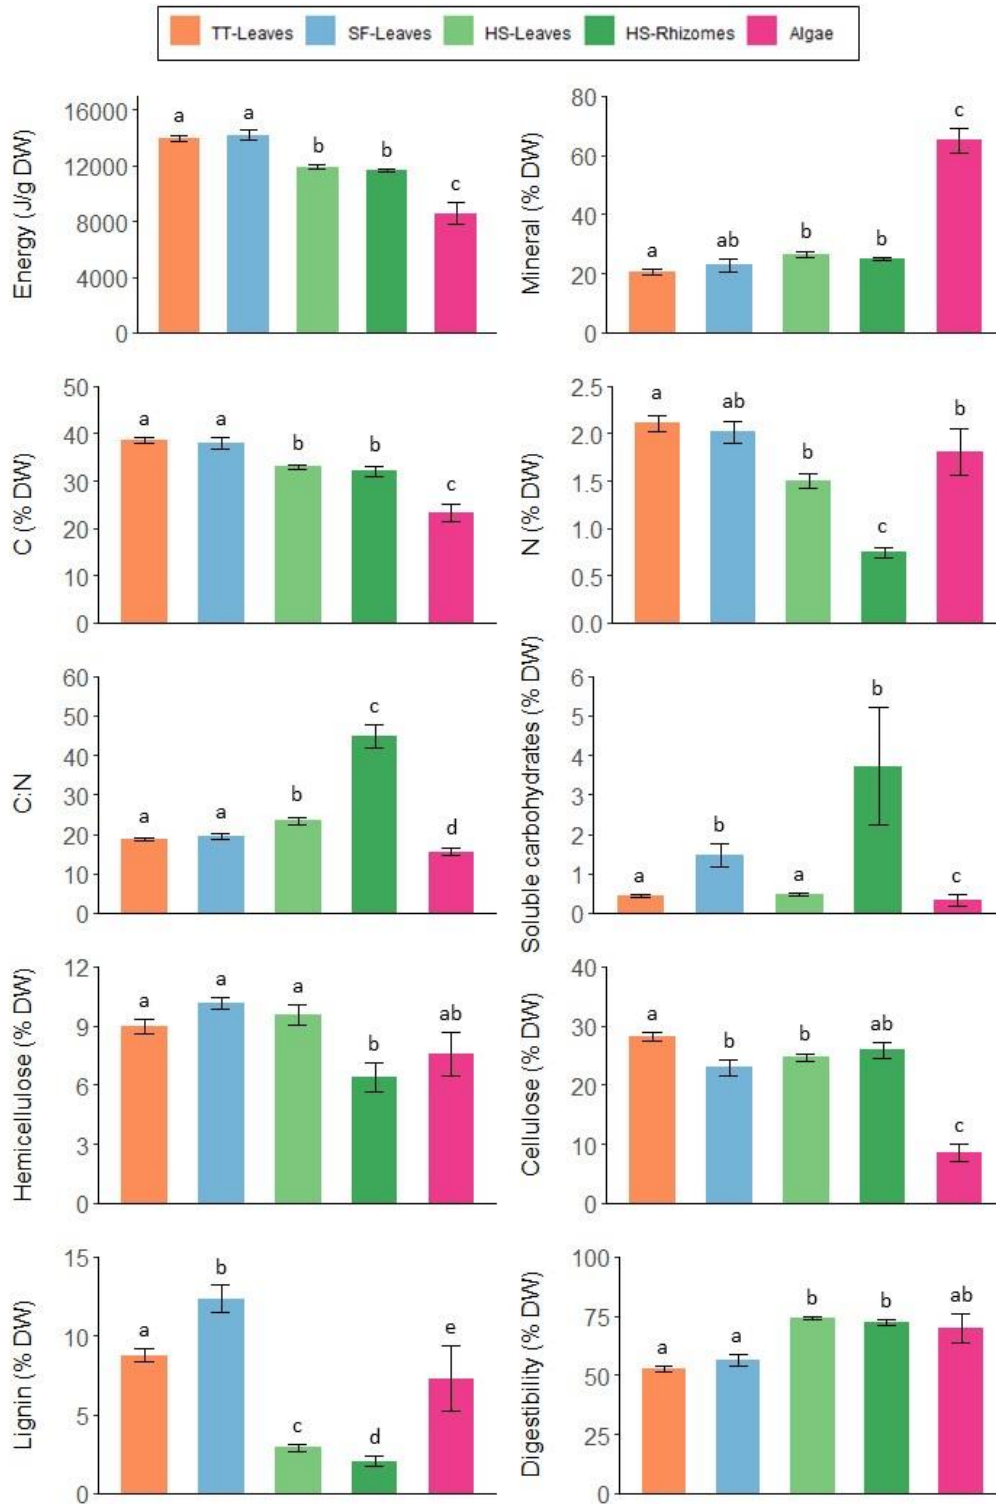 TT-Leaves SF-Leaves HS-Leaves HS-Rhizomes Algae
Energy (J/g DW)
16000
12000
8000
4000
0
a a b b c
Mineral (% DW)
80
60
40
20
0
a ab b b c
C (% DW)
50
40
30
20
10
0
a a b b c
N (% DW)
2.5
2.0
1.5
1.0
0.5
0.0
a ab b c b
C:N
60
50
40
30
20
10
0
a a b c d
Soluble carbohydrates (% DW)
6
5
4
3
2
1
0
a b a b c
Hemicellulose (% DW)
12
9
6
3
0
a a a b ab
Cellulose (% DW)
40
30
20
10
0
a b b ab c
Lignin (% DW)
15
10
5
0
a b c d e
Digestibility (% DW)
100
75
50
25
0
a a b b ab